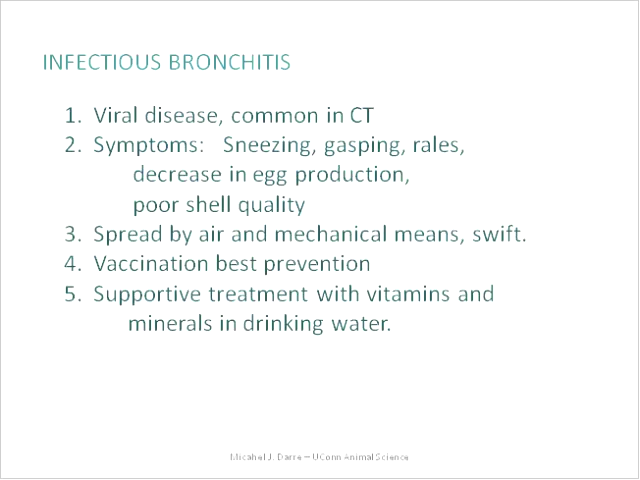 INFECTIOUS BRONCHITIS
1. Viral disease, common in CT
2. Symptoms: Sneezing, gasping, rales,
decrease in egg production,
poor shell quality
3. Spread by air and mechanical means, swift.
4. Vaccination best prevention
5. Supportive treatment with vitamins and
minerals in drinking water.
Micahel J. Darre – UConn Animal Science